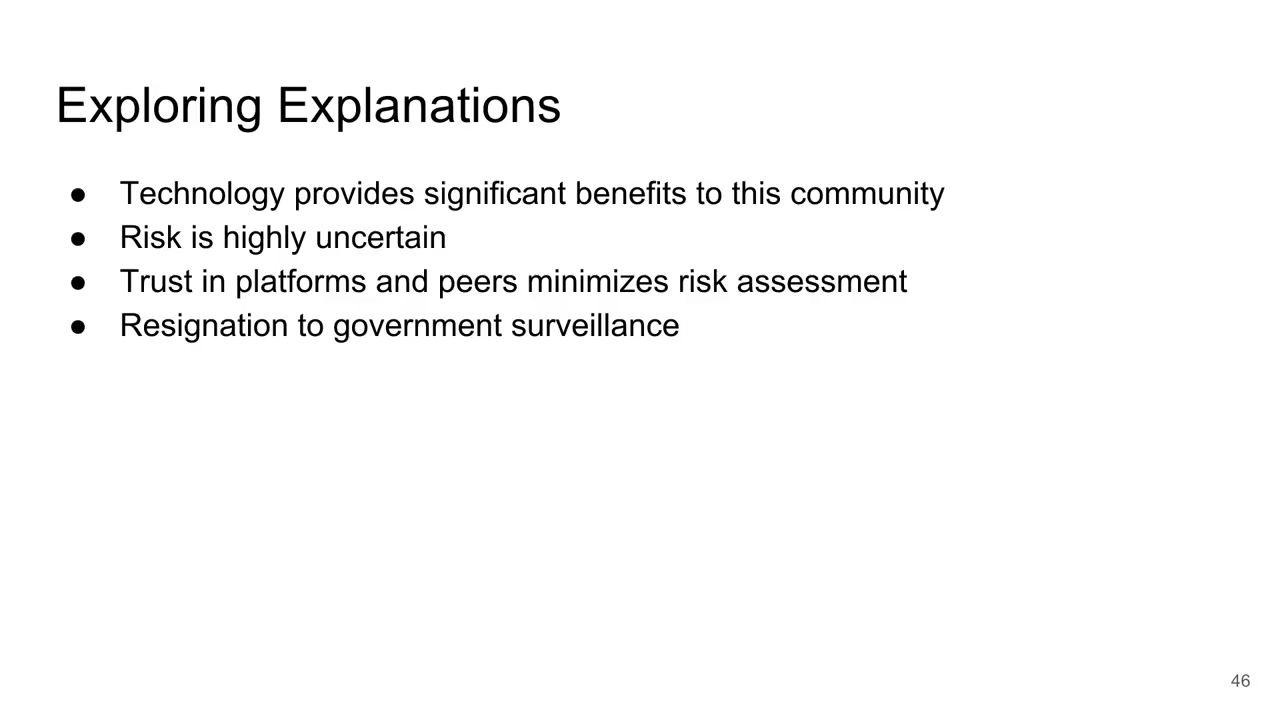 Exploring Explanations
● Technology provides significant benefits to this community
● Risk is highly uncertain
● Trust in platforms and peers minimizes risk assessment
● Resignation to government surveillance
46